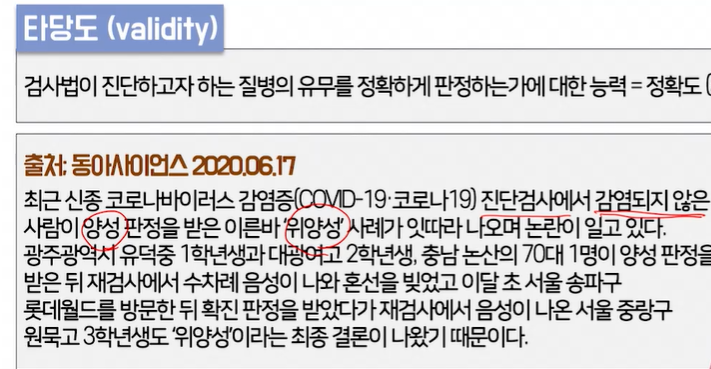 타당도 (validity)
검사법이 진단하고자 하는 질병의 유무를 정확하게 판정하는가에 대한 능력 = 정확도 (
출처; 동아사이언스 2020.06.17
최근 신종 코로나바이러스 감염증(COVID-19·코로나19) 진단검사에서 감염되지 않은
사람이 양성 판정을 받은 이른바 '위양성' 사례가 잇따라 나오며 논란이 일고 있다.
광주광역시 유덕중 1학년생과 대광여고 2학년생, 충남 논산의 70대 1명이 양성 판정을
받은 뒤 재검사에서 수차례 음성이 나와 혼선을 빚었고 이달 초 서울 송파구
롯데월드를 방문한 뒤 확진 판정을 받았다가 재검사에서 음성이 나온 서울 중랑구
원묵고 3학년생도 '위양성'이라는 최종 결론이 나왔기 때문이다.